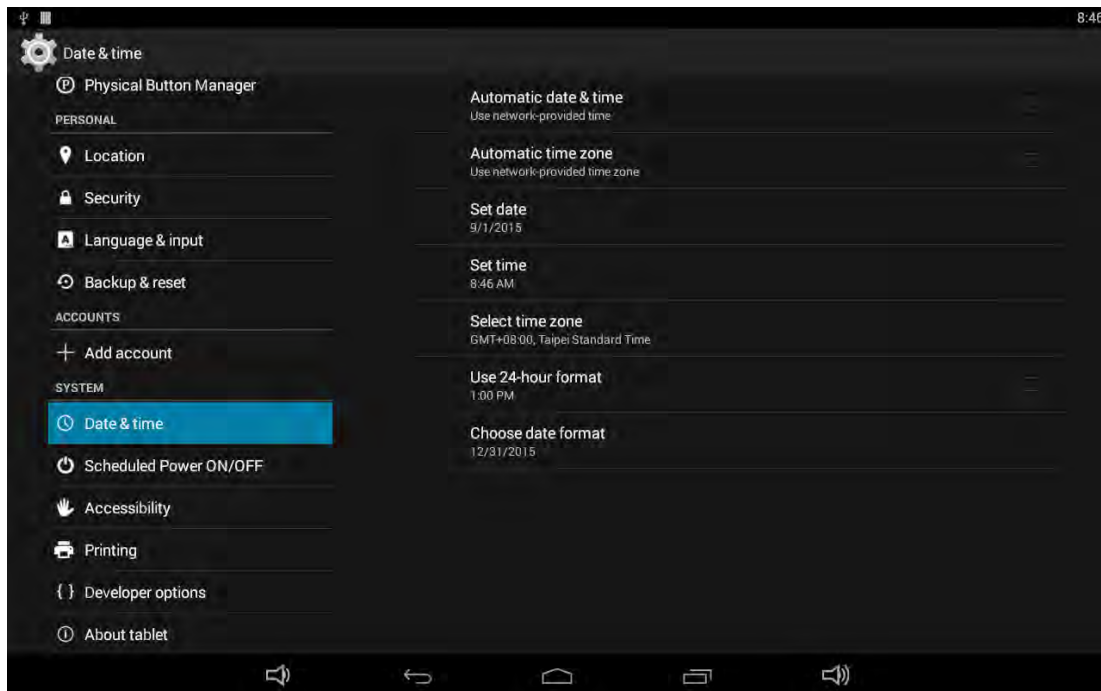 8:46
Date & time
Physical Button Manager
PERSONAL
Location
Security
Language & input
Backup & reset
ACCOUNTS
Add account
SYSTEM
Date & time
Scheduled Power ON/OFF
Accessibility
Printing
{ } Developer options
About tablet
Automatic date & time
Use network-provided time
Automatic time zone
Use network-provided time zone
Set date
9/1/2015
Set time
8:46 AM
Select time zone
GMT+08:00, Taipei Standard Time
Use 24-hour format
1:00 PM
Choose date format
12/31/2015